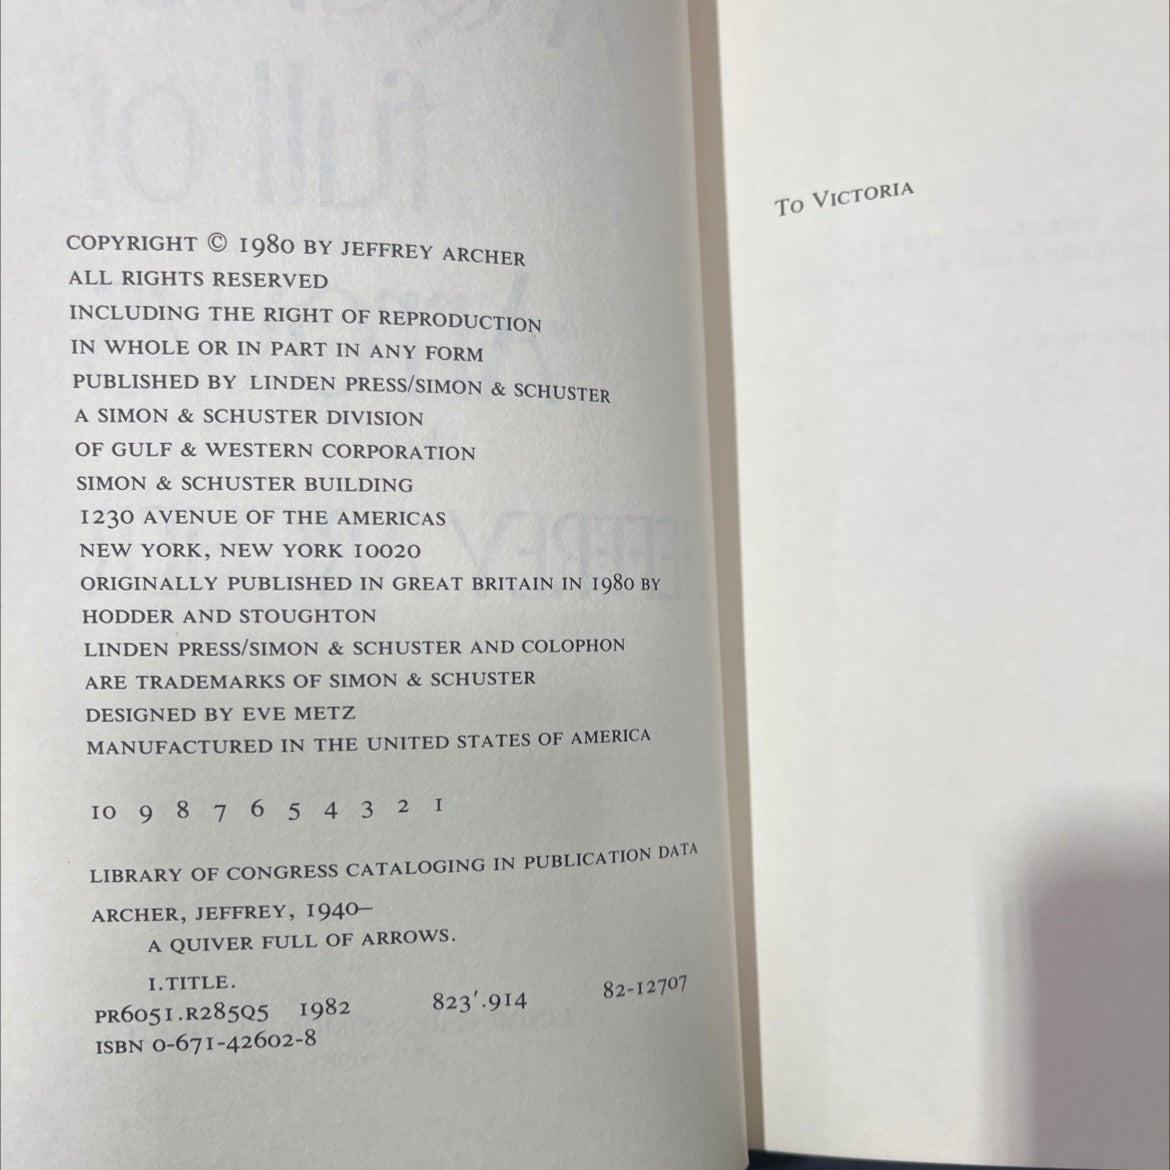 COPYRIGHT © 1980 BY JEFFREY ARCHER
ALL RIGHTS RESERVED
INCLUDING THE RIGHT OF REPRODUCTION
IN WHOLE OR IN PART IN ANY FORM
PUBLISHED BY LINDEN PRESS/SIMON & SCHUSTER
A SIMON & SCHUSTER DIVISION
OF GULF & WESTERN CORPORATION
SIMON & SCHUSTER BUILDING
1230 AVENUE OF THE AMERICAS
NEW YORK, NEW YORK 10020
ORIGINALLY PUBLISHED IN GREAT BRITAIN IN 1980 BY
HODDER AND STOUGHTON
LINDEN PRESS/SIMON & SCHUSTER AND COLOPHON
ARE TRADEMARKS OF SIMON & SCHUSTER
DESIGNED BY EVE METZ
MANUFACTURED IN THE UNITED STATES OF AMERICA
10 9 8 7 6 5 4 3 2 1
LIBRARY OF CONGRESS CATALOGING IN PUBLICATION DATA
ARCHER, JEFFREY, 1940–
A QUIVER FULL OF ARROWS.
I.TITLE.
PR6051.R285Q5 1982 823′.914 82-12707
ISBN 0-671-42602-8
To VICTORIA